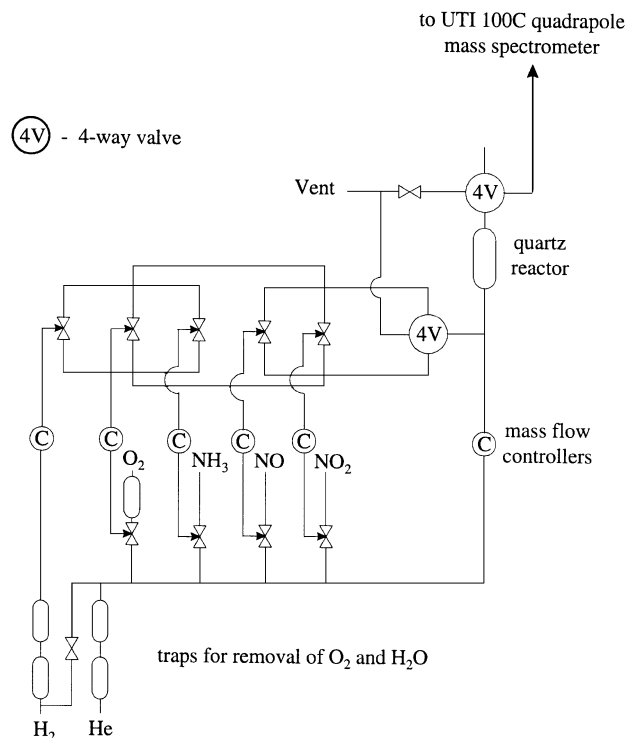 to UTI 100C quadrapole
mass spectrometer
4V - 4-way valve
Vent
4V
quartz
reactor
4V
C
C
C
C
C
C
mass flow
controllers
O₂
NH₃
NO
NO₂
traps for removal of O₂ and H₂O
H₂
He